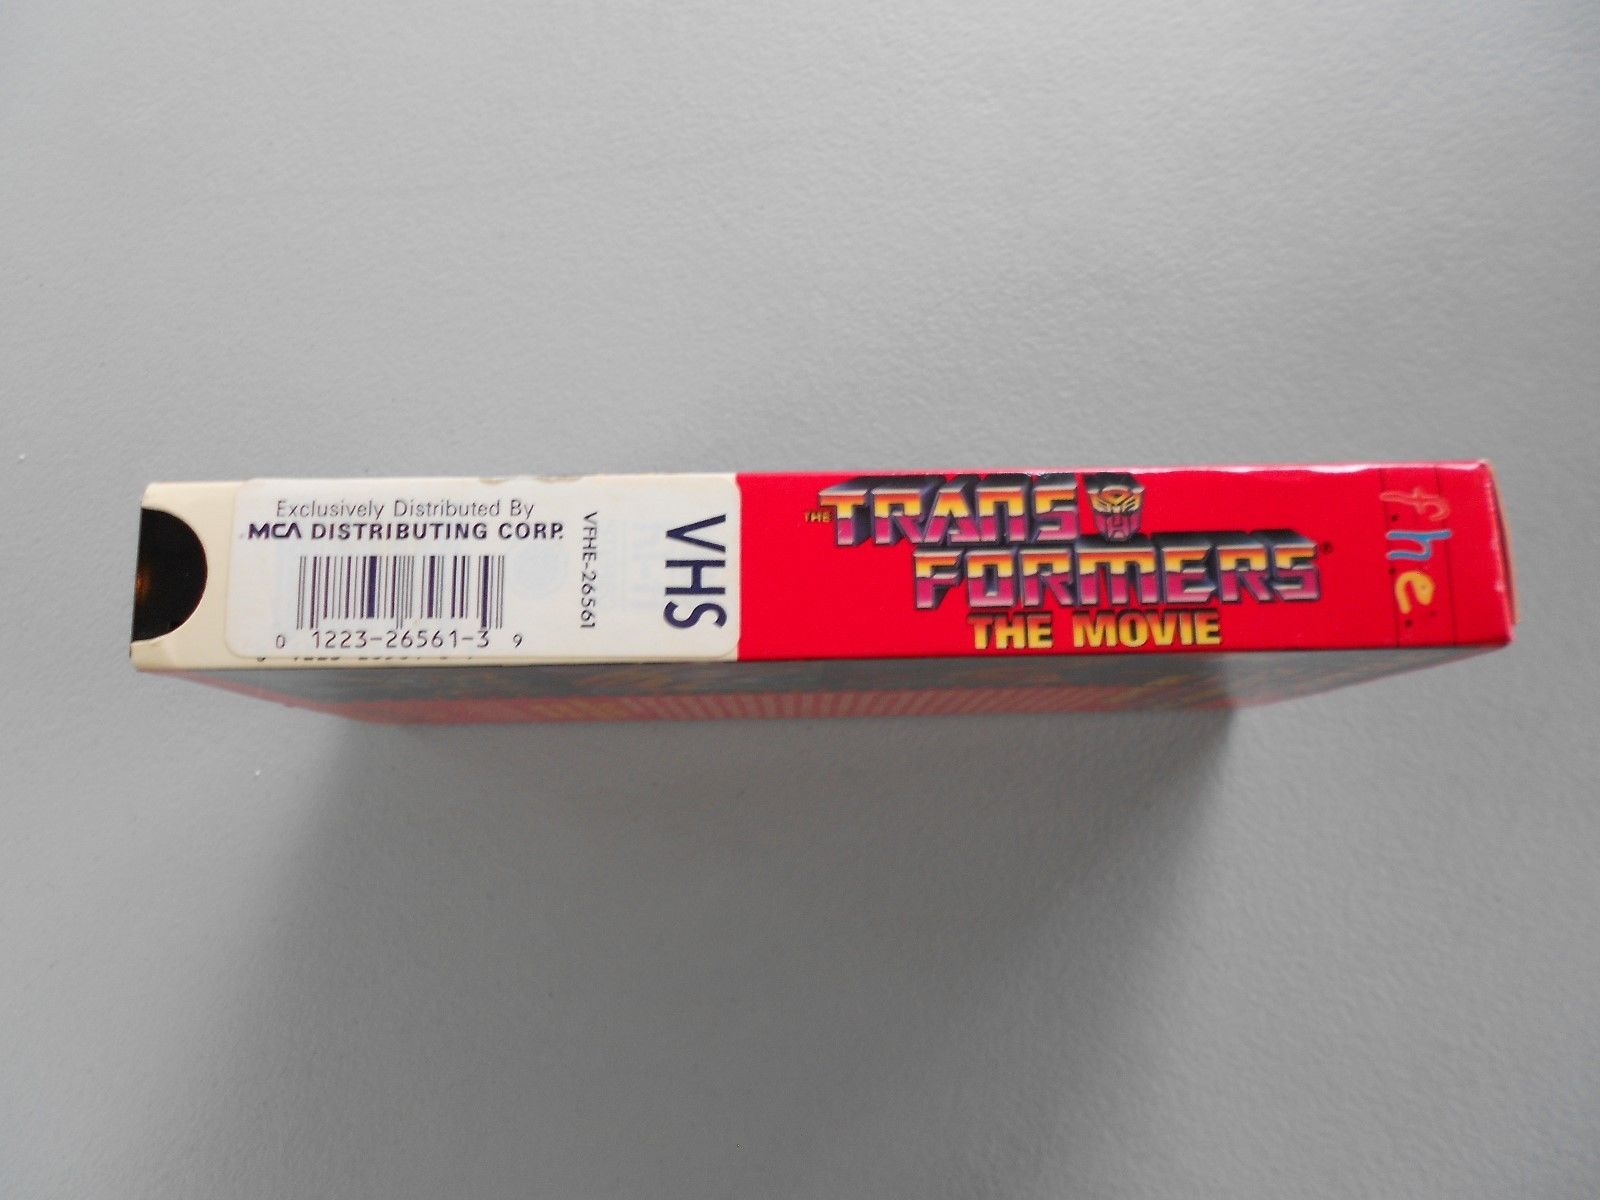 Exclusively Distributed By
MCA DISTRIBUTING CORP.
0 1223-26561-3 9
VFHE-26561
VHS
THE TRANS
FORMERS®
THE MOVIE
fhe